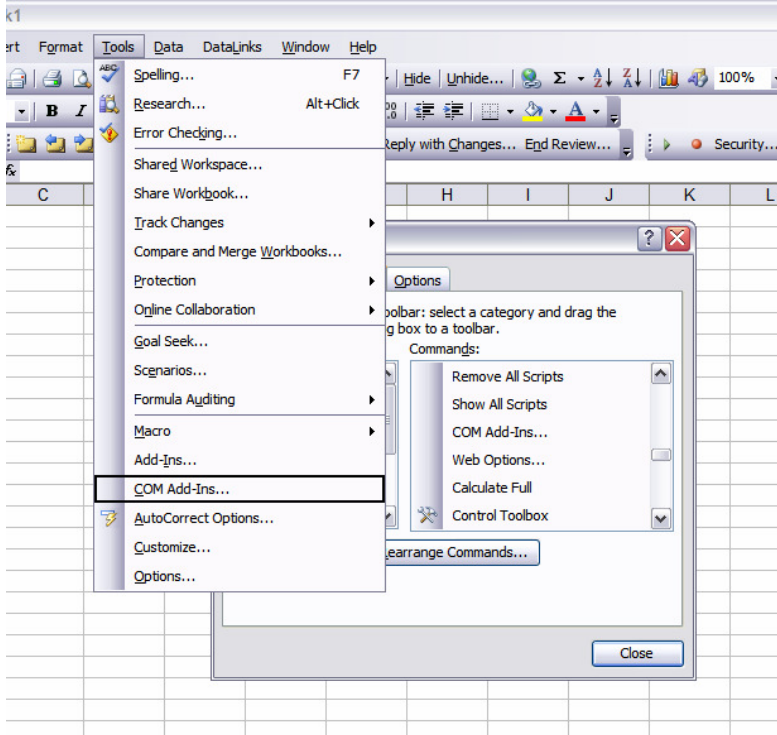 k1
ert Format Tools Data DataLinks Window Help
Hide Unhide... Σ A Z Z A 100%
B I .00 .0 A
Reply with Changes... End Review... Security...
fx
C H I J K L
ABC Spelling... F7
Research... Alt+Click
Error Checking...
Shared Workspace...
Share Workbook...
Track Changes
Compare and Merge Workbooks...
Protection
Online Collaboration
Goal Seek...
Scenarios...
Formula Auditing
Macro
Add-Ins...
COM Add-Ins...
AutoCorrect Options...
Customize...
Options...
?
Options
oolbar: select a category and drag the
g box to a toolbar.
Commands:
Remove All Scripts
Show All Scripts
COM Add-Ins...
Web Options...
Calculate Full
Control Toolbox
earrange Commands...
Close